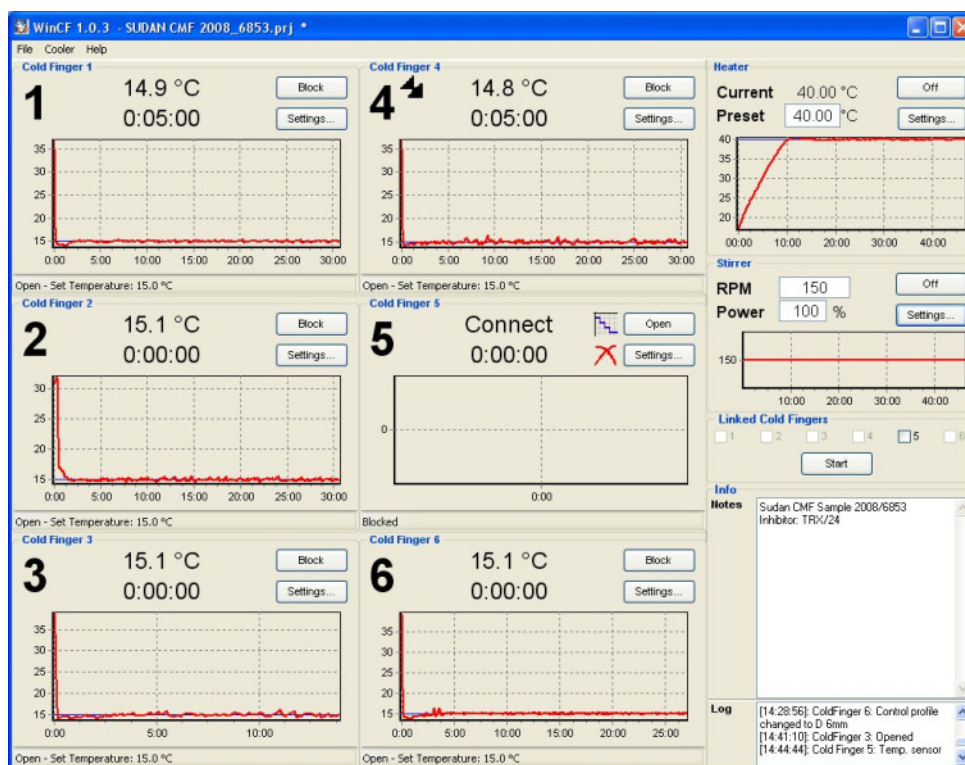 WinCF 1.0.3 - SUDAN CMF 2008_6853.prj *
File Cooler Help
Cold Finger 1
1
14.9 °C
Block
0:05:00
Settings...
35
30
25
20
15
0:00 5:00 10:00 15:00 20:00 25:00 30:00
Open - Set Temperature: 15.0 °C
Cold Finger 4
4
14.8 °C
Block
0:05:00
Settings...
35
30
25
20
15
0:00 5:00 10:00 15:00 20:00 25:00 30:00
Open - Set Temperature: 15.0 °C
Cold Finger 2
2
15.1 °C
Block
0:00:00
Settings...
30
25
20
15
0:00 5:00 10:00 15:00 20:00 25:00 30:00
Open - Set Temperature: 15.0 °C
Cold Finger 5
5
Connect
Open
0:00:00
Settings...
0
0:00
Blocked
Cold Finger 3
3
15.1 °C
Block
0:00:00
Settings...
35
30
25
20
15
0:00 5:00 10:00
Open - Set Temperature: 15.0 °C
Cold Finger 6
6
15.1 °C
Block
0:00:00
Settings...
35
30
25
20
15
0:00 5:00 10:00 15:00 20:00 25:00
Open - Set Temperature: 15.0 °C
Heater
Current 40.00 °C
Off
Preset 40.00 °C
Settings...
40
35
30
25
20
00:00 10:00 20:00 30:00 40:00
Stirrer
RPM 150
Off
Power 100 %
Settings...
150
10:00 20:00 30:00 40:00
Linked Cold Fingers
1 2 3 4 5 6
Start
Info
Notes
Sudan CMF Sample 2008/6853
Inhibitor: TRX/24
Log
[14:28:56]: ColdFinger 6: Control profile
changed to D 6mm
[14:41:10]: ColdFinger 3: Opened
[14:44:44]: Cold Finger 5: Temp. sensor